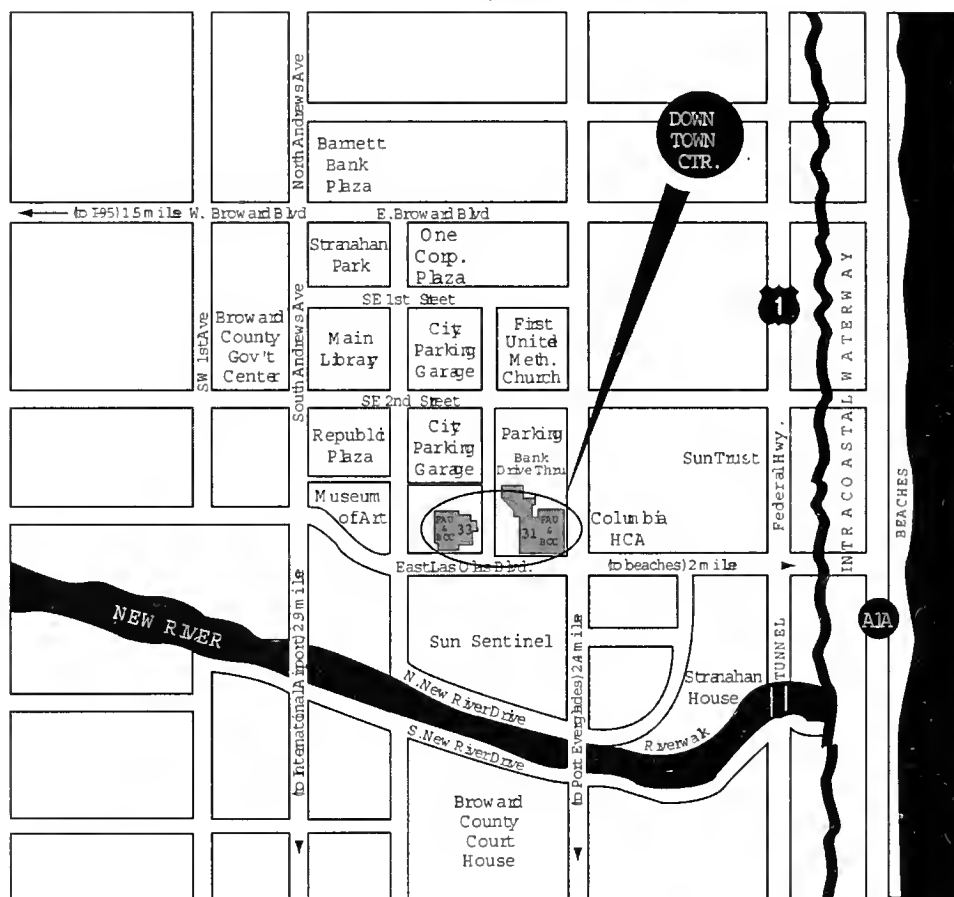 DOWN
TOWN
CTR.
North Andrews Ave
Barnett
Bank
Plaza
(to I-95) 1.5 mile W. Broward Blvd
E. Broward Blvd
Stranahan
Park
One
Corp.
Plaza
SE 1st Street
SW 1st Ave
Broward
County
Gov't
Center
South Andrews Ave
Main
Library
City
Parking
Garage
First
United
Meth.
Church
1
INTRACOASTAL WATERWAY
SE 2nd Street
Republic
Plaza
City
Parking
Garage
Parking
Bank
Drive Thru
SunTrust
Federal Hwy.
BEACHES
Museum
of Art
FAU
&
BCC
33
31
FAU
&
BCC
Columbia
HCA
East Las Olas Blvd.
(to beaches) 2 mile
NEW RIVER
(to International Airport) 2.9 mile
Sun Sentinel
(to Port Everglades) 2.4 mile
TUNNEL
A1A
Stranahan
House
N. New River Drive
S. New River Drive
Riverwalk
Broward
County
Court
House